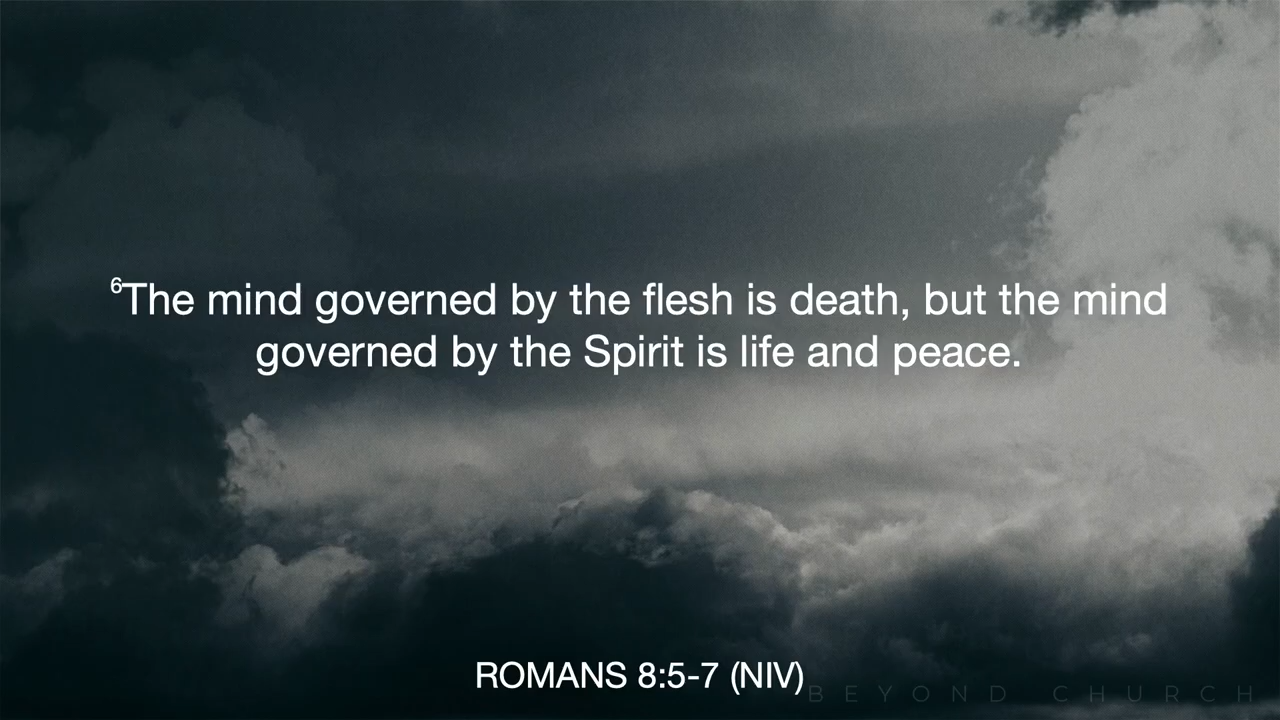 ⁶The mind governed by the flesh is death, but the mind
governed by the Spirit is life and peace.
ROMANS 8:5-7 (NIV)
BEYOND CHURCH